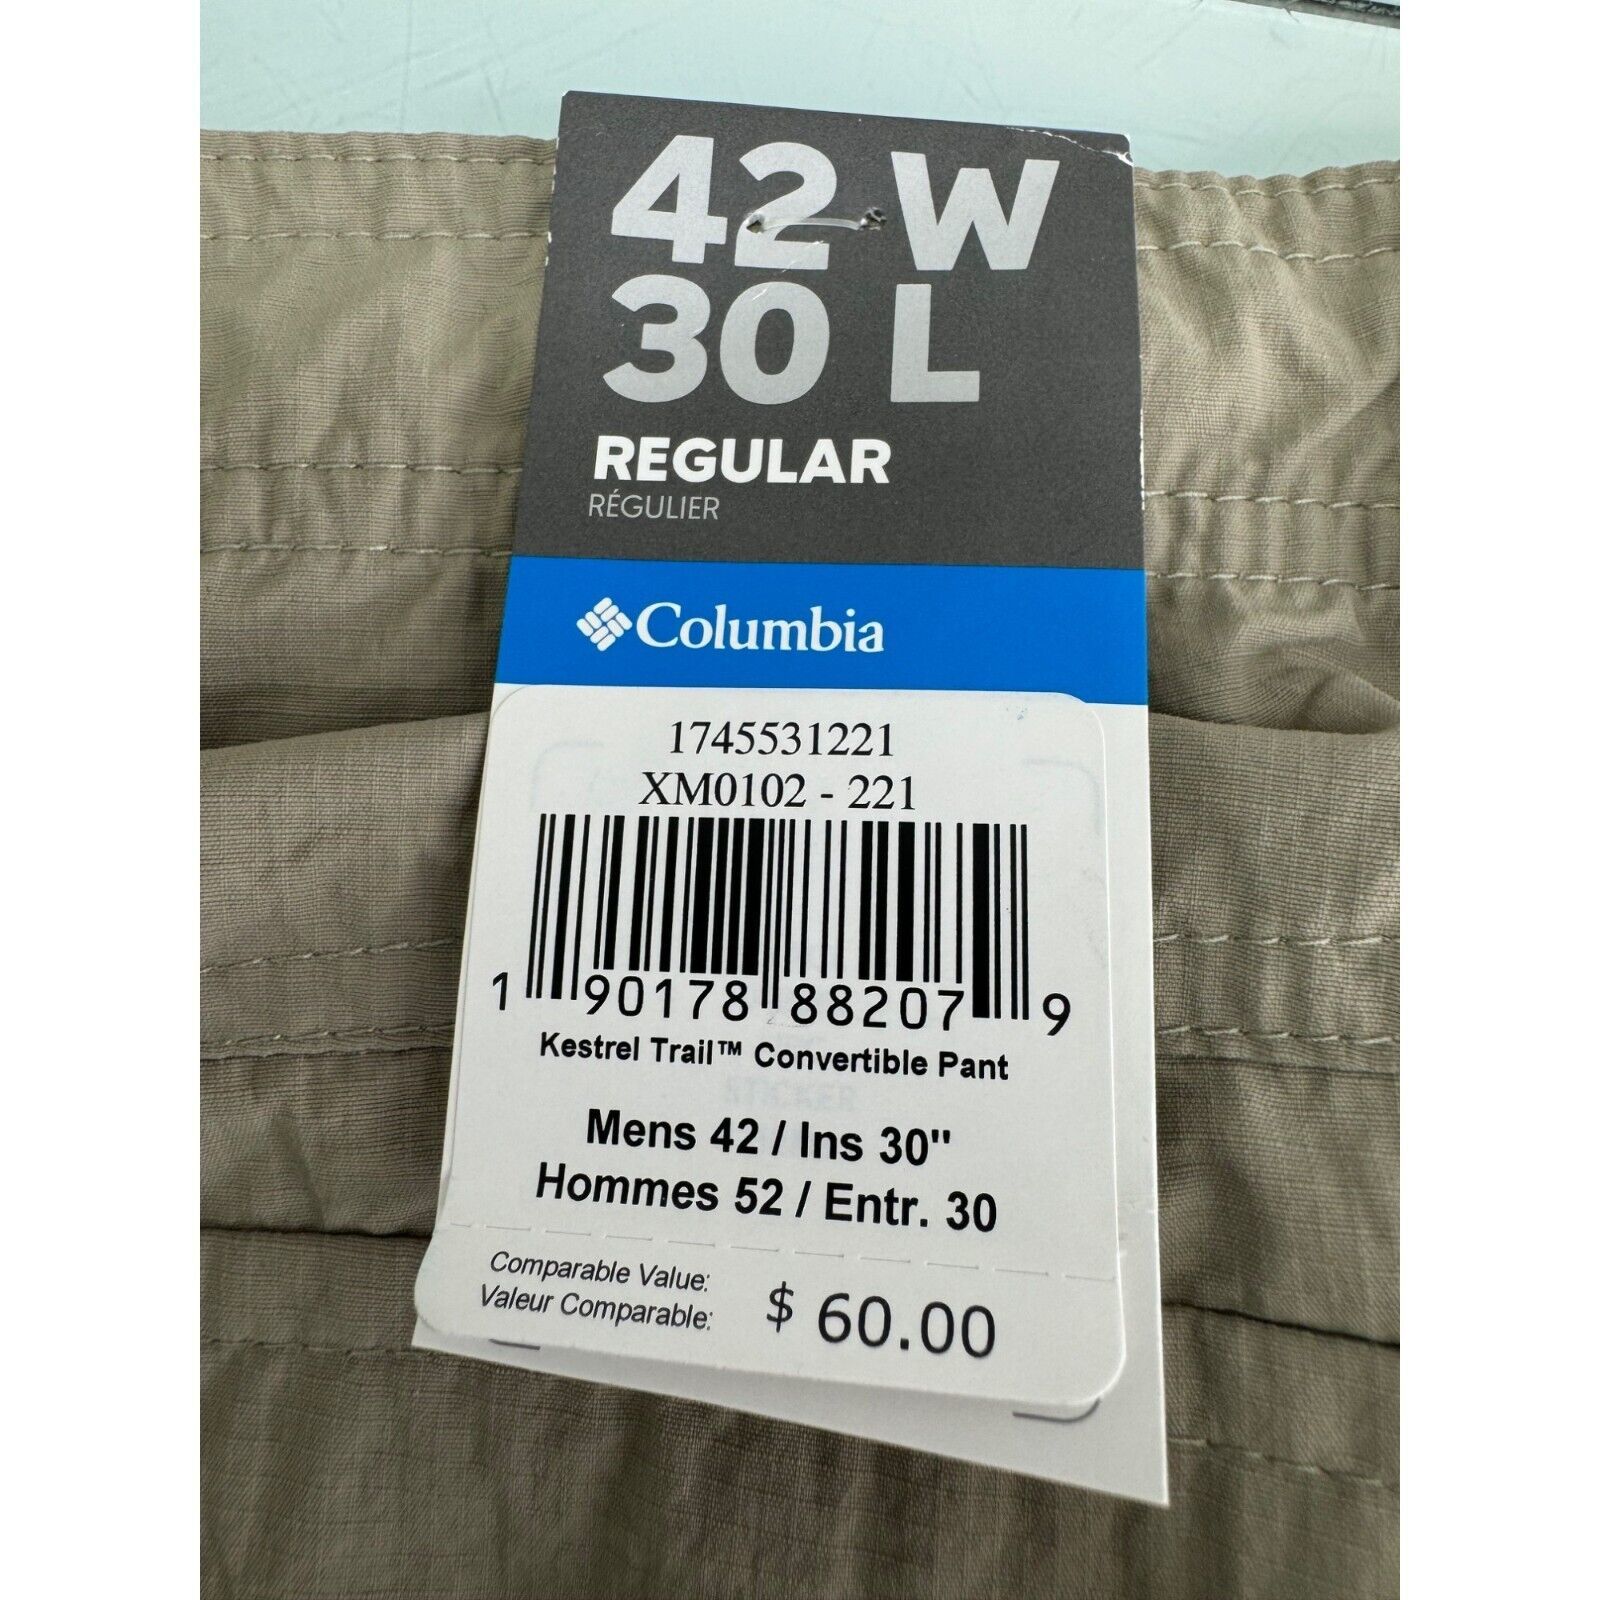 42 W
30 L
REGULAR
RÉGULIER
Columbia
1745531221
XM0102 - 221
1 90178 88207 9
Kestrel Trail™ Convertible Pant
STICKER
Mens 42 / Ins 30"
Hommes 52 / Entr. 30
Comparable Value:
Valeur Comparable: $ 60.00